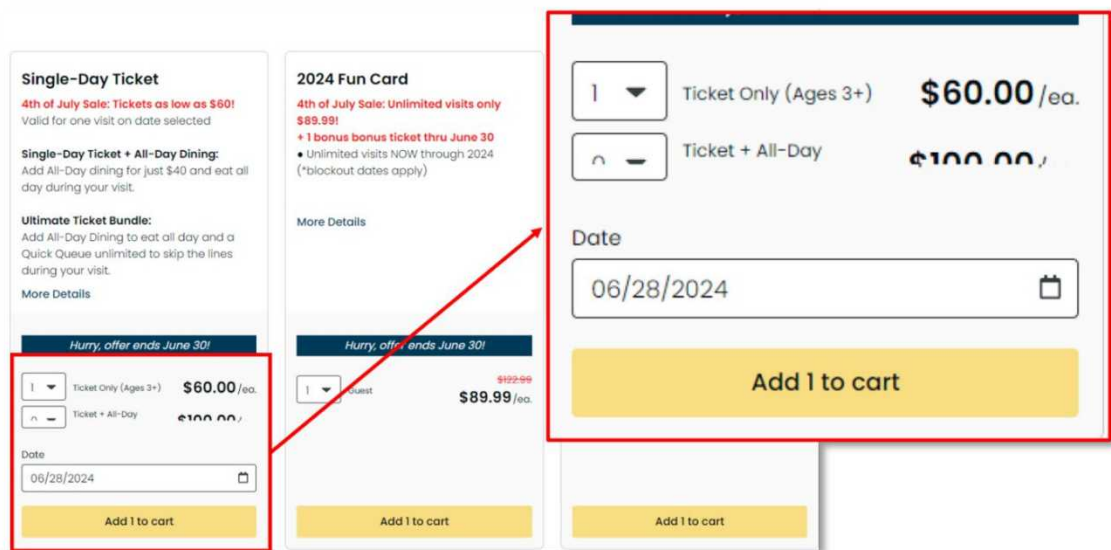 Single-Day Ticket
4th of July Sale: Tickets as low as $60!
Valid for one visit on date selected
Single-Day Ticket + All-Day Dining:
Add All-Day dining for just $40 and eat all
day during your visit.
Ultimate Ticket Bundle:
Add All-Day Dining to eat all day and a
Quick Queue unlimited to skip the lines
during your visit.
More Details
Hurry, offer ends June 30!
1 Ticket Only (Ages 3+) $60.00/ea.
Ticket + All-Day $100.00/
Date
06/28/2024
Add 1 to cart
2024 Fun Card
4th of July Sale: Unlimited visits only
$89.99!
+ 1 bonus bonus ticket thru June 30
• Unlimited visits NOW through 2024
(*blockout dates apply)
More Details
Hurry, offer ends June 30!
$122.99
1 Guest $89.99/ea.
Add 1 to cart
Add 1 to cart
1 Ticket Only (Ages 3+) $60.00/ea.
Ticket + All-Day $100.00/
Date
06/28/2024
Add 1 to cart